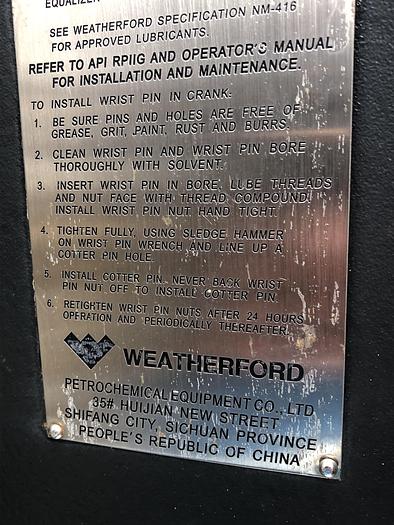 EQUALIZER
SEE WEATHERFORD SPECIFICATION NM-416
FOR APPROVED LUBRICANTS.
REFER TO API RPIIG AND OPERATOR'S MANUAL
FOR INSTALLATION AND MAINTENANCE.
TO INSTALL WRIST PIN IN CRANK:
1. BE SURE PINS AND HOLES ARE FREE OF
GREASE, GRIT, PAINT, RUST AND BURRS.
2. CLEAN WRIST PIN AND WRIST PIN BORE
THOROUGHLY WITH SOLVENT.
3. INSERT WRIST PIN IN BORE, LUBE THREADS
AND NUT FACE WITH THREAD COMPOUND.
INSTALL WRIST PIN NUT HAND TIGHT.
4. TIGHTEN FULLY, USING SLEDGE HAMMER
ON WRIST PIN WRENCH AND LINE UP A
COTTER PIN HOLE.
5. INSTALL COTTER PIN. NEVER BACK WRIST
PIN NUT OFF TO INSTALL COTTER PIN.
6. RETIGHTEN WRIST PIN NUTS AFTER 24 HOURS
OPERATION AND PERIODICALLY THEREAFTER.
WEATHERFORD
PETROCHEMICAL EQUIPMENT CO., LTD
35# HUIJIAN NEW STREET
SHIFANG CITY, SICHUAN PROVINCE
PEOPLE'S REPUBLIC OF CHINA